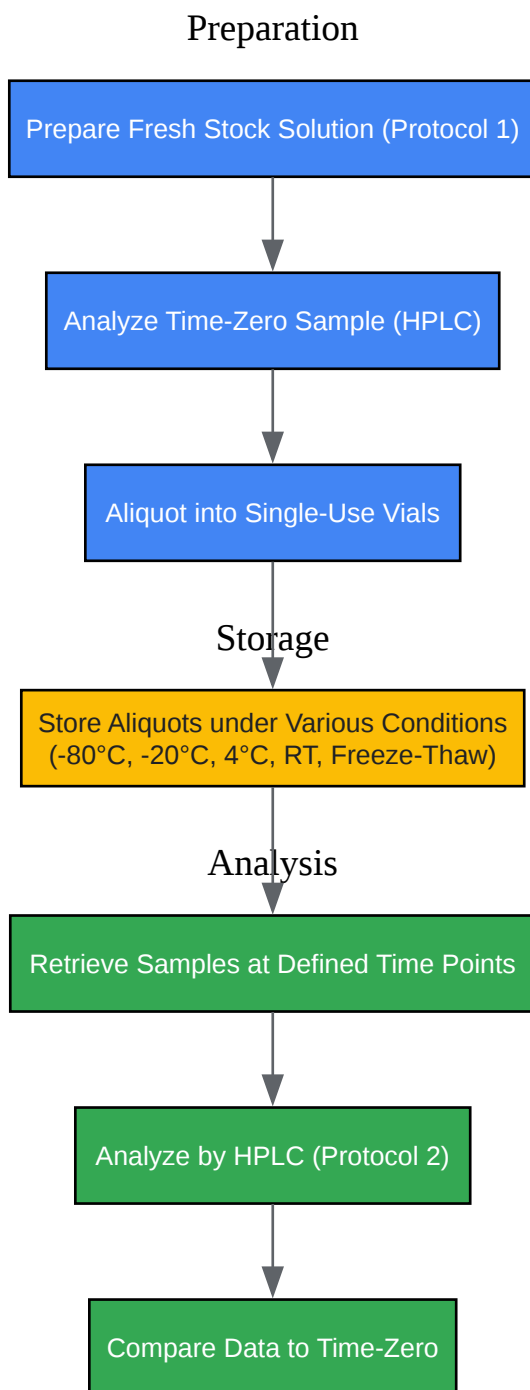 Preparation
Prepare Fresh Stock Solution (Protocol 1)
Analyze Time-Zero Sample (HPLC)
Aliquot into Single-Use Vials
Storage
Store Aliquots under Various Conditions
(-80°C, -20°C, 4°C, RT, Freeze-Thaw)
Analysis
Retrieve Samples at Defined Time Points
Analyze by HPLC (Protocol 2)
Compare Data to Time-Zero